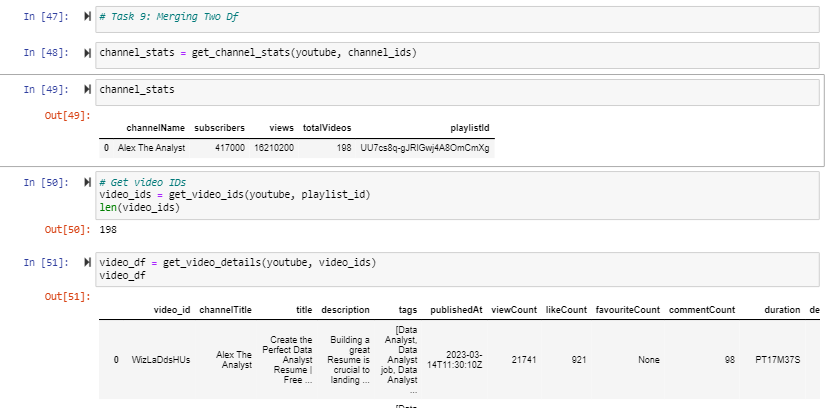 In [47]: # Task 9: Merging Two Df
In [48]: channel_stats = get_channel_stats(youtube, channel_ids)
In [49]: channel_stats
Out[49]:
channelName subscribers views totalVideos playlistId
0 Alex The Analyst 417000 16210200 198 UU7cs8q-gJRlGwj4A8OmCmXg
In [50]: # Get video IDs
video_ids = get_video_ids(youtube, playlist_id)
len(video_ids)
Out[50]: 198
In [51]: video_df = get_video_details(youtube, video_ids)
video_df
Out[51]:
video_id channelTitle title description tags publishedAt viewCount likeCount favouriteCount commentCount duration de
0 WizLaDdsHUs Alex The Analyst Create the Perfect Data Analyst Resume | Free ... Building a great Resume is crucial to landing ... [Data Analyst, Data Analyst job, Data Analyst ... 2023-03-14T11:30:10Z 21741 921 None 98 PT17M37S
[Data